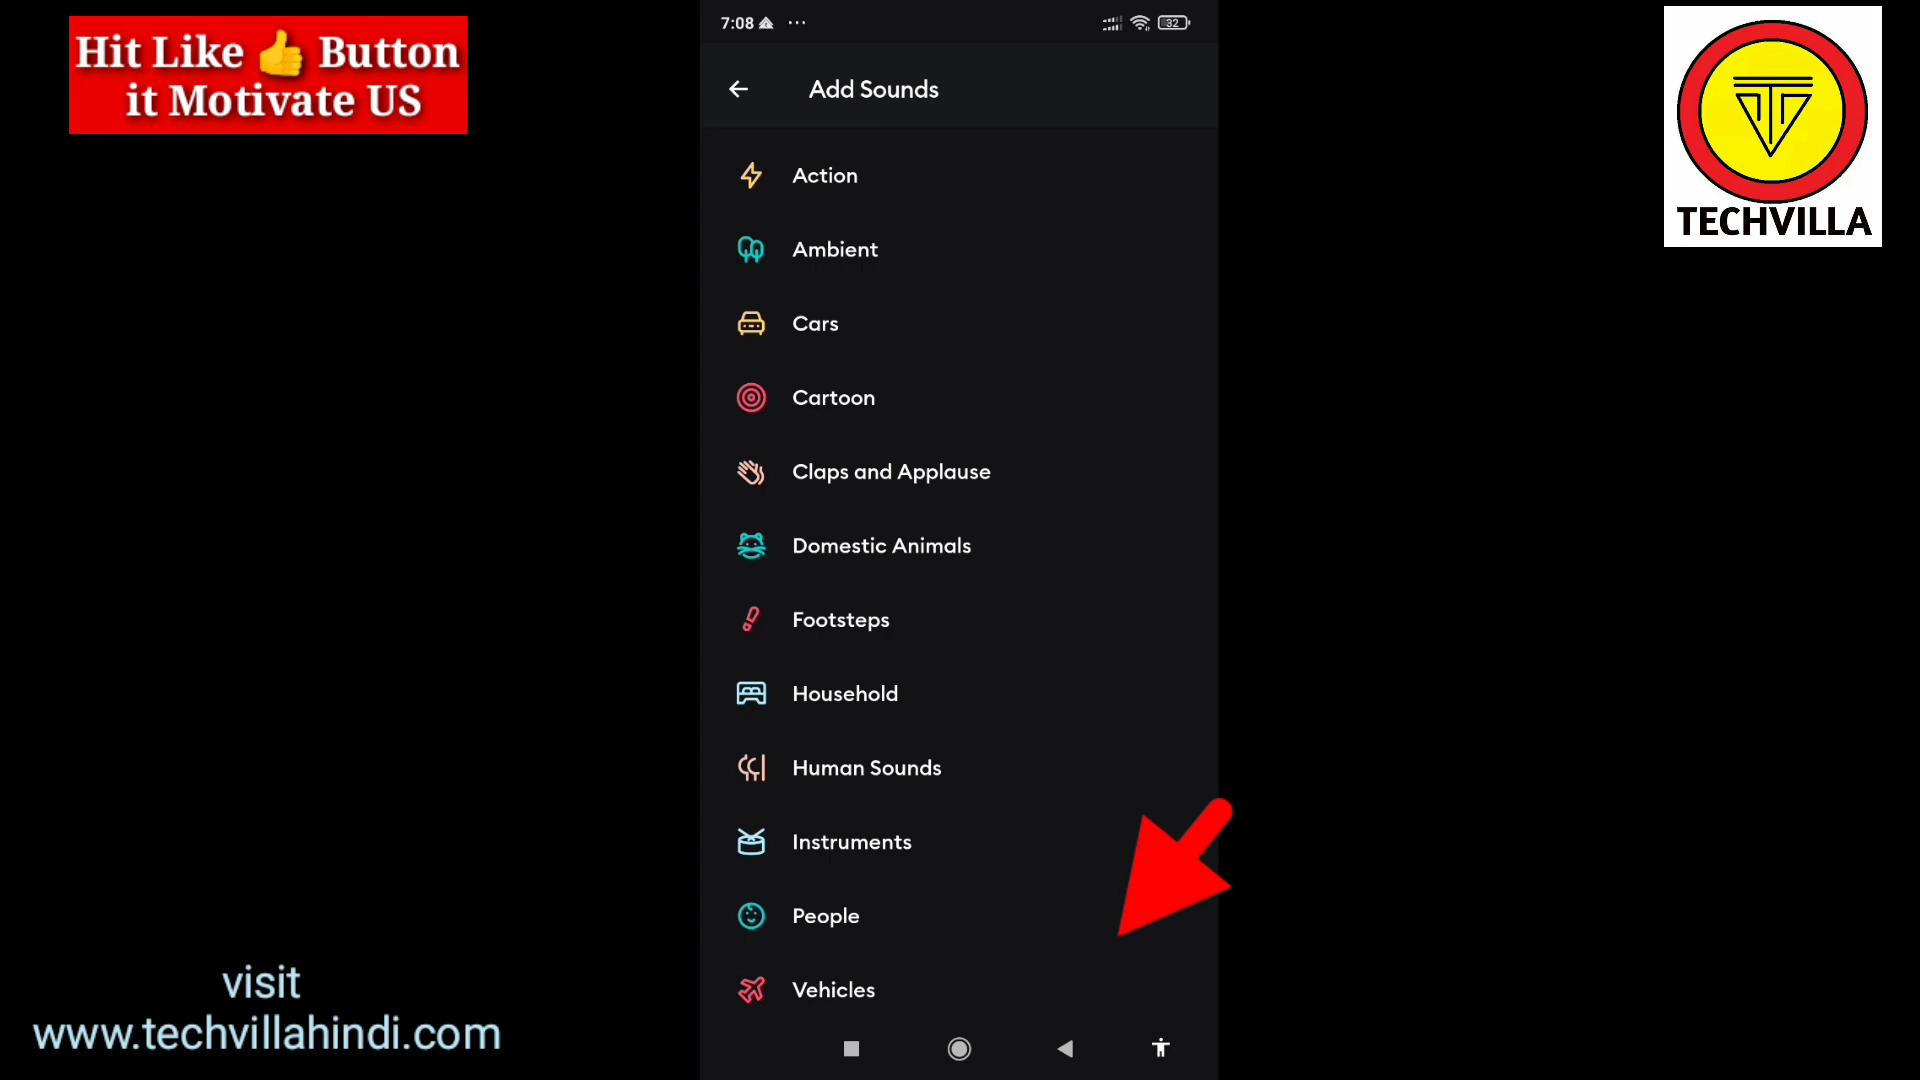 Hit Like 👍 Button
it Motivate US
7:08
32
Add Sounds
TECHVILLA
Action
Ambient
Cars
Cartoon
Claps and Applause
Domestic Animals
Footsteps
Household
Human Sounds
Instruments
People
Vehicles
visit
www.techvillahindi.com